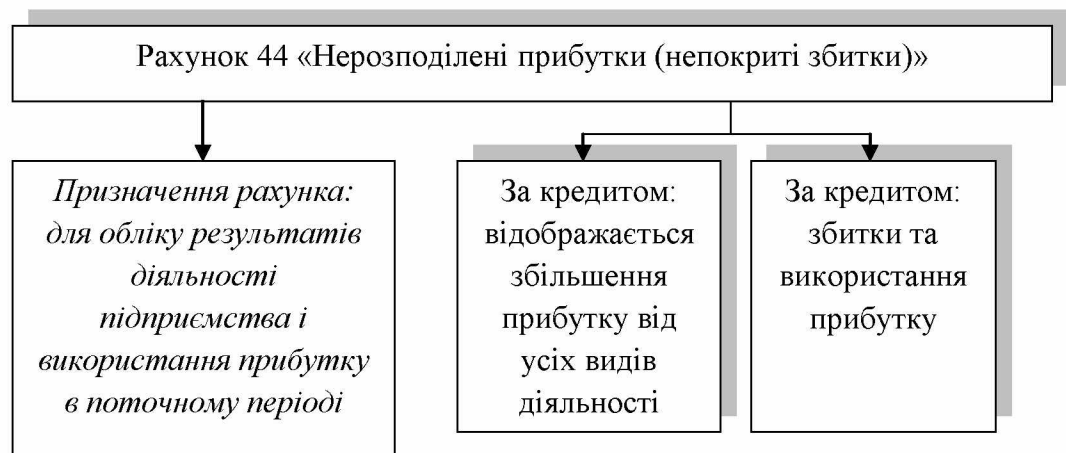 Рахунок 44 «Нерозподілені прибутки (непокриті збитки)»
Призначення рахунка:
для обліку результатів
діяльності
підприємства і
використання прибутку
в поточному періоді
За кредитом:
відображається
збільшення
прибутку від
усіх видів
діяльності
За кредитом:
збитки та
використання
прибутку